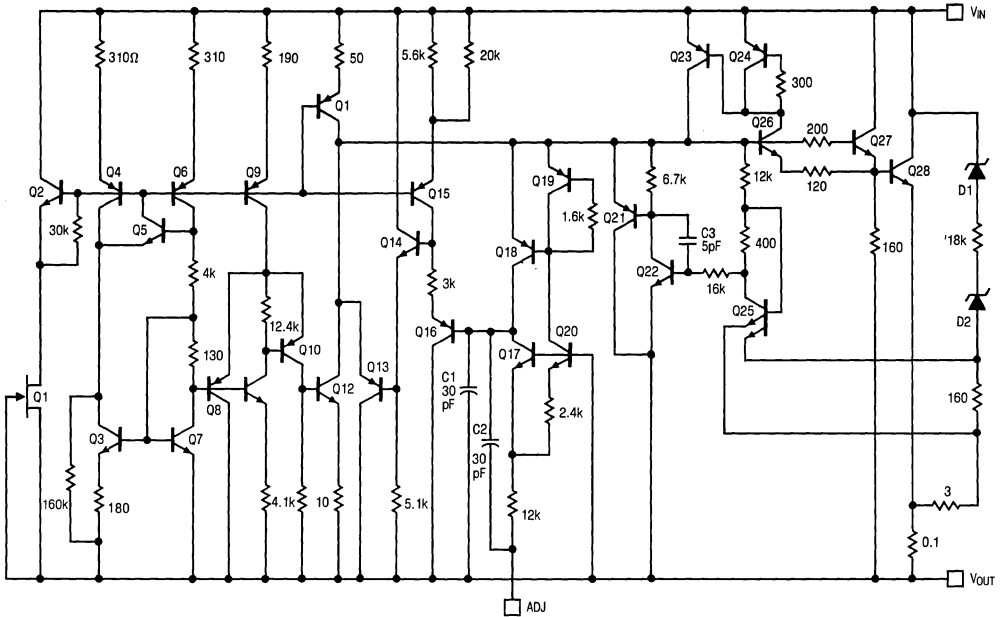 VIN
310Ω
310
190
50
5.6k
20k
Q23
Q24
300
Q1
Q26
200
Q27
Q2
Q4
Q6
Q9
Q15
Q19
6.7k
12k
120
Q28
D1
30k
Q5
Q14
1.6k
Q21
C3
5pF
400
160
'18k
4k
3k
Q18
Q22
16k
12.4k
Q25
D2
130
Q10
Q16
Q17
Q20
Q8
Q12
Q13
C1
30
pF
160
Q1
Q3
Q7
C2
30
pF
2.4k
160k
180
4.1k
10
5.1k
12k
3
0.1
VOUT
ADJ